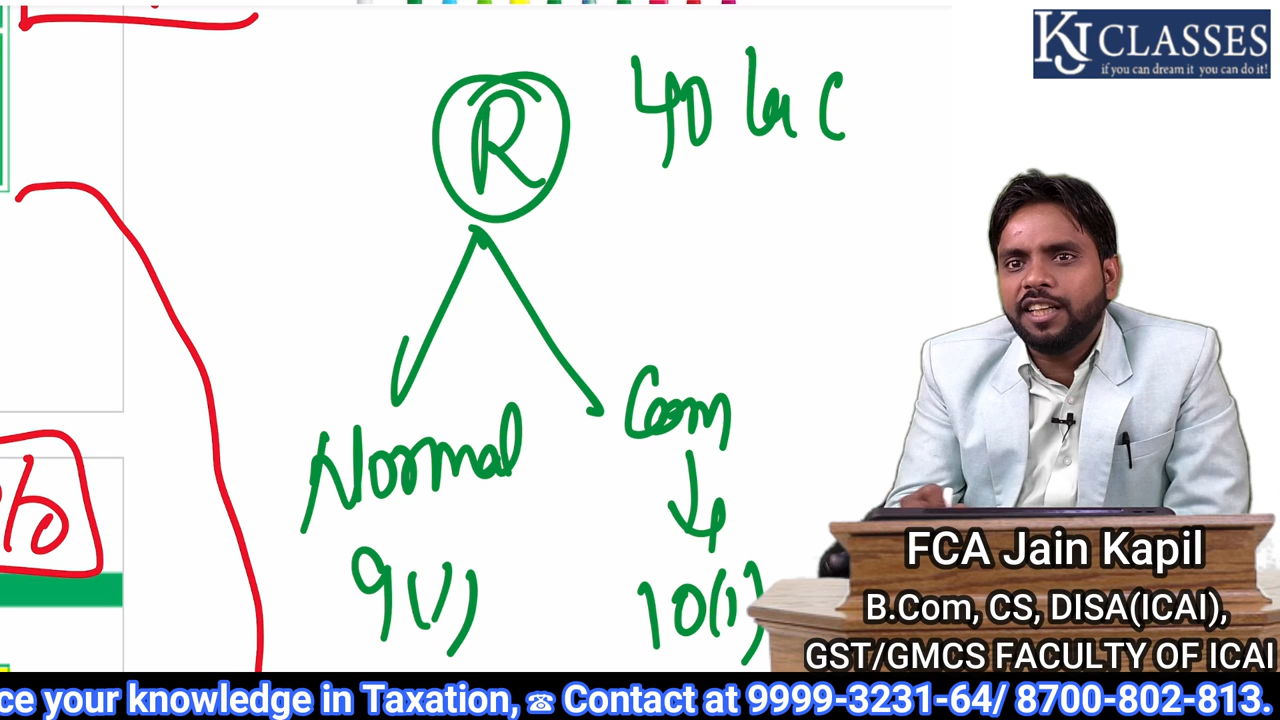 KJ CLASSES
if you can dream it you can do it!
R
40 lac
Normal
Com
9(1)
10(1)
%
FCA Jain Kapil
B.Com, CS, DISA(ICAI),
GST/GMCS FACULTY OF ICAI
ce your knowledge in Taxation, ☎ Contact at 9999-3231-64/ 8700-802-813.